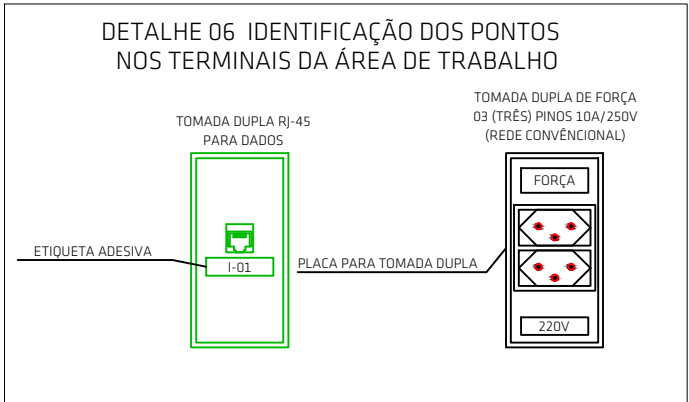 DETALHE 06 IDENTIFICAÇÃO DOS PONTOS
NOS TERMINAIS DA ÁREA DE TRABALHO
TOMADA DUPLA RJ-45
PARA DADOS
TOMADA DUPLA DE FORÇA
03 (TRÊS) PINOS 10A/250V
(REDE CONVÊNCIONAL)
FORÇA
ETIQUETA ADESIVA
I-01
PLACA PARA TOMADA DUPLA
220V